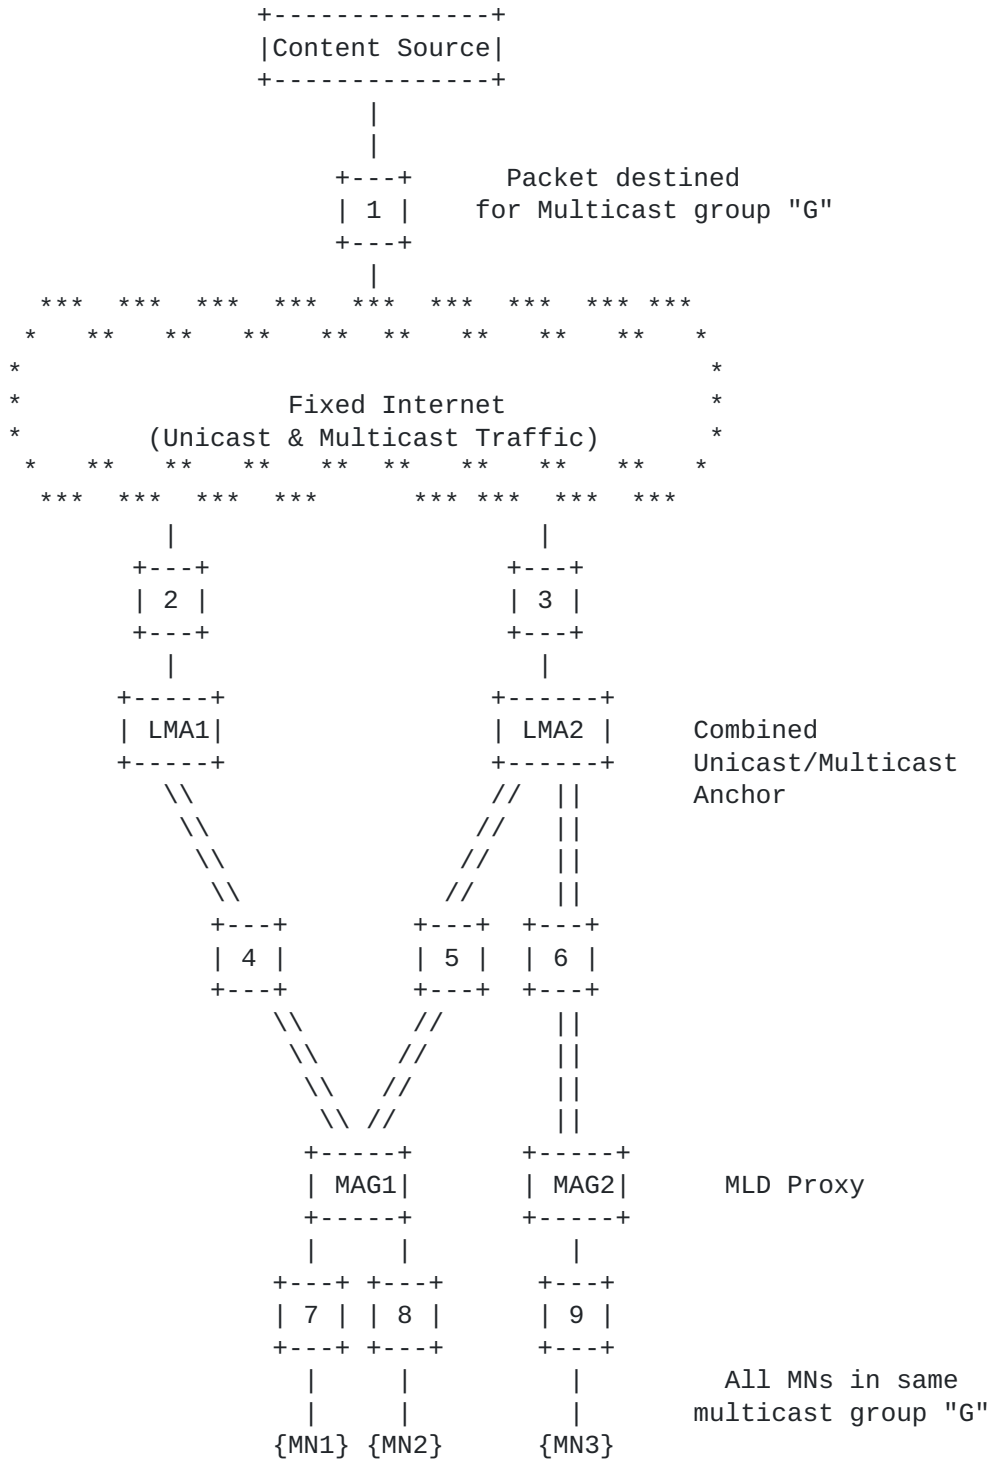 Content Source
Packet destined
1 for Multicast group "G"
Fixed Internet
(Unicast & Multicast Traffic)
2 3
LMA1 LMA2 Combined
Unicast/Multicast
Anchor
4 5 6
MAG1 MAG2 MLD Proxy
7 8 9
All MNs in same
multicast group "G"
{MN1} {MN2} {MN3}